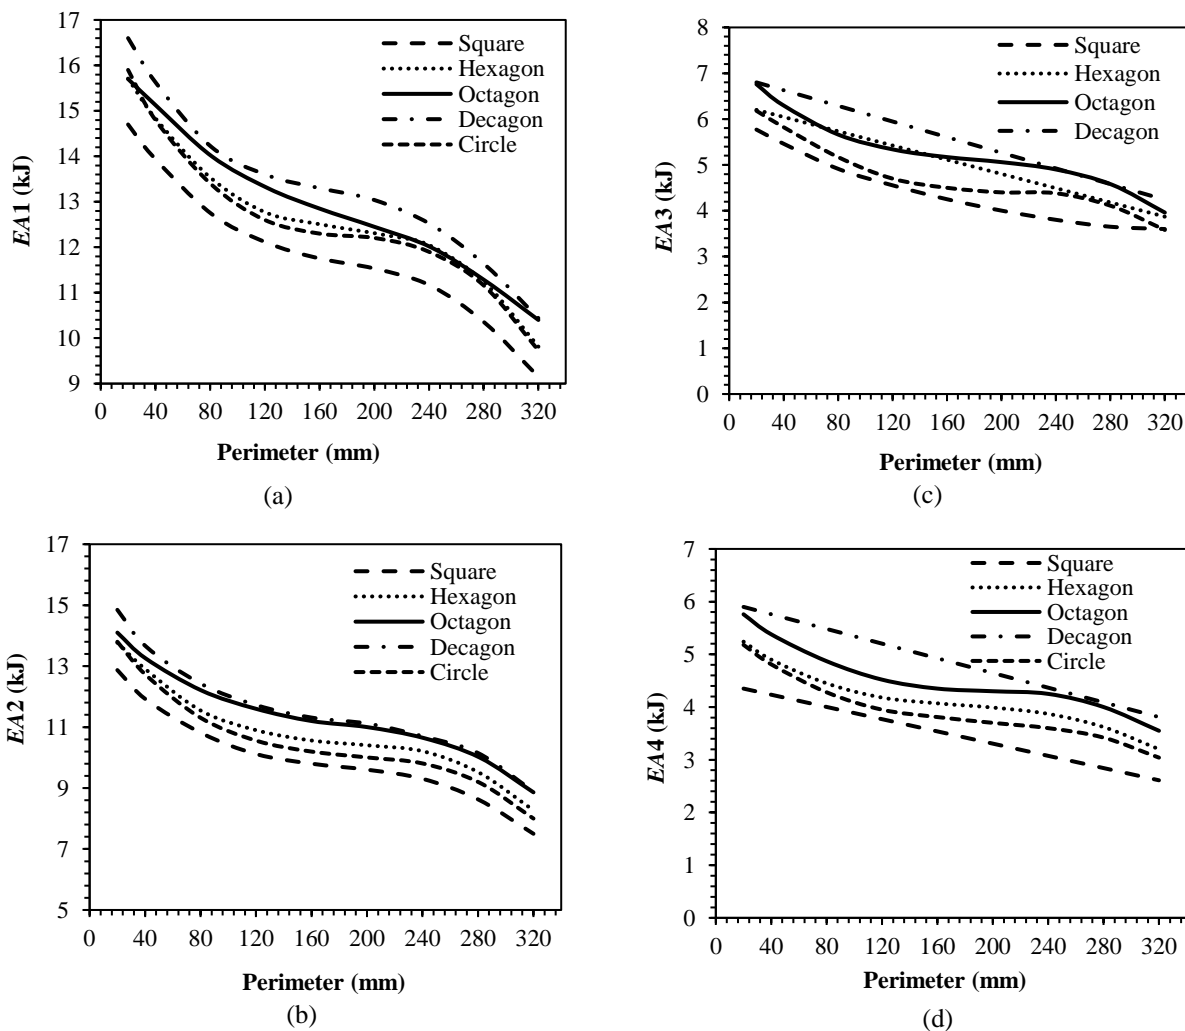 17
16
15
14
13
12
11
10
9
EA1 (kJ)
Square
Hexagon
Octagon
Decagon
Circle
0 40 80 120 160 200 240 280 320
Perimeter (mm)
(a)
8
7
6
5
4
3
2
1
0
EA3 (kJ)
Square
Hexagon
Octagon
Decagon
0 40 80 120 160 200 240 280 320
Perimeter (mm)
(c)
17
15
13
11
9
7
5
EA2 (kJ)
Square
Hexagon
Octagon
Decagon
Circle
0 40 80 120 160 200 240 280 320
Perimeter (mm)
(b)
7
6
5
4
3
2
1
0
EA4 (kJ)
Square
Hexagon
Octagon
Decagon
Circle
0 40 80 120 160 200 240 280 320
Perimeter (mm)
(d)